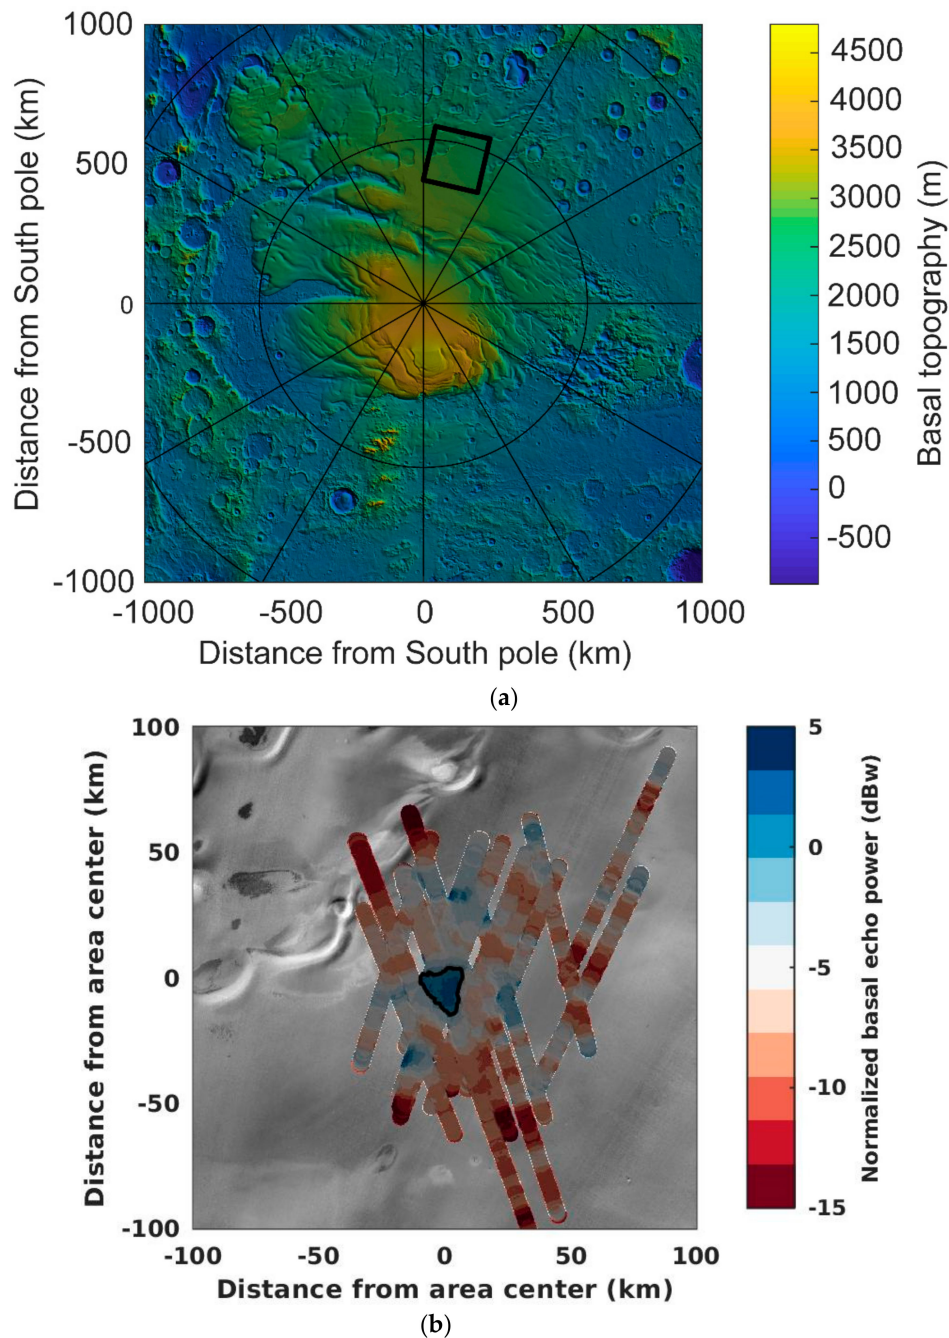 1000
500
0
-500
-1000
Distance from South pole (km)
-1000 -500 0 500 1000
Distance from South pole (km)
4500
4000
3500
3000
2500
2000
1500
1000
500
0
-500
Basal topography (m)
(a)
100
50
0
-50
-100
Distance from area center (km)
-100 -50 0 50 100
Distance from area center (km)
5
0
-5
-10
-15
Normalized basal echo power (dBw)
(b)